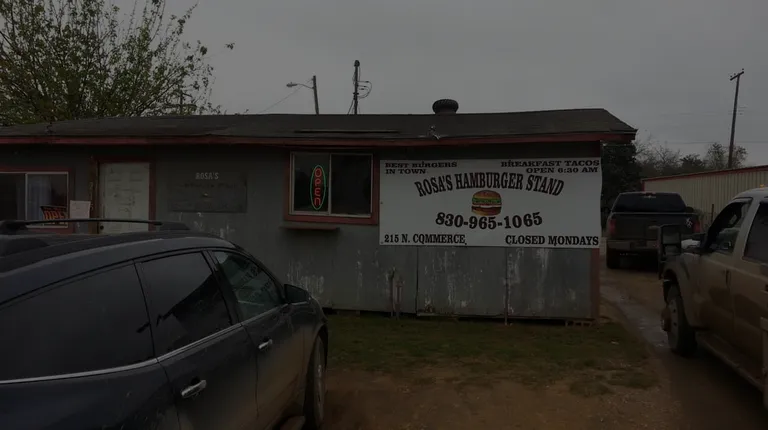 ROSA'S
OPEN
OPEN
BEST BURGERS
IN TOWN
BREAKFAST TACOS
OPEN 6:30 AM
ROSA'S HAMBURGER STAND
830-965-1065
215 N. COMMERCE
CLOSED MONDAYS